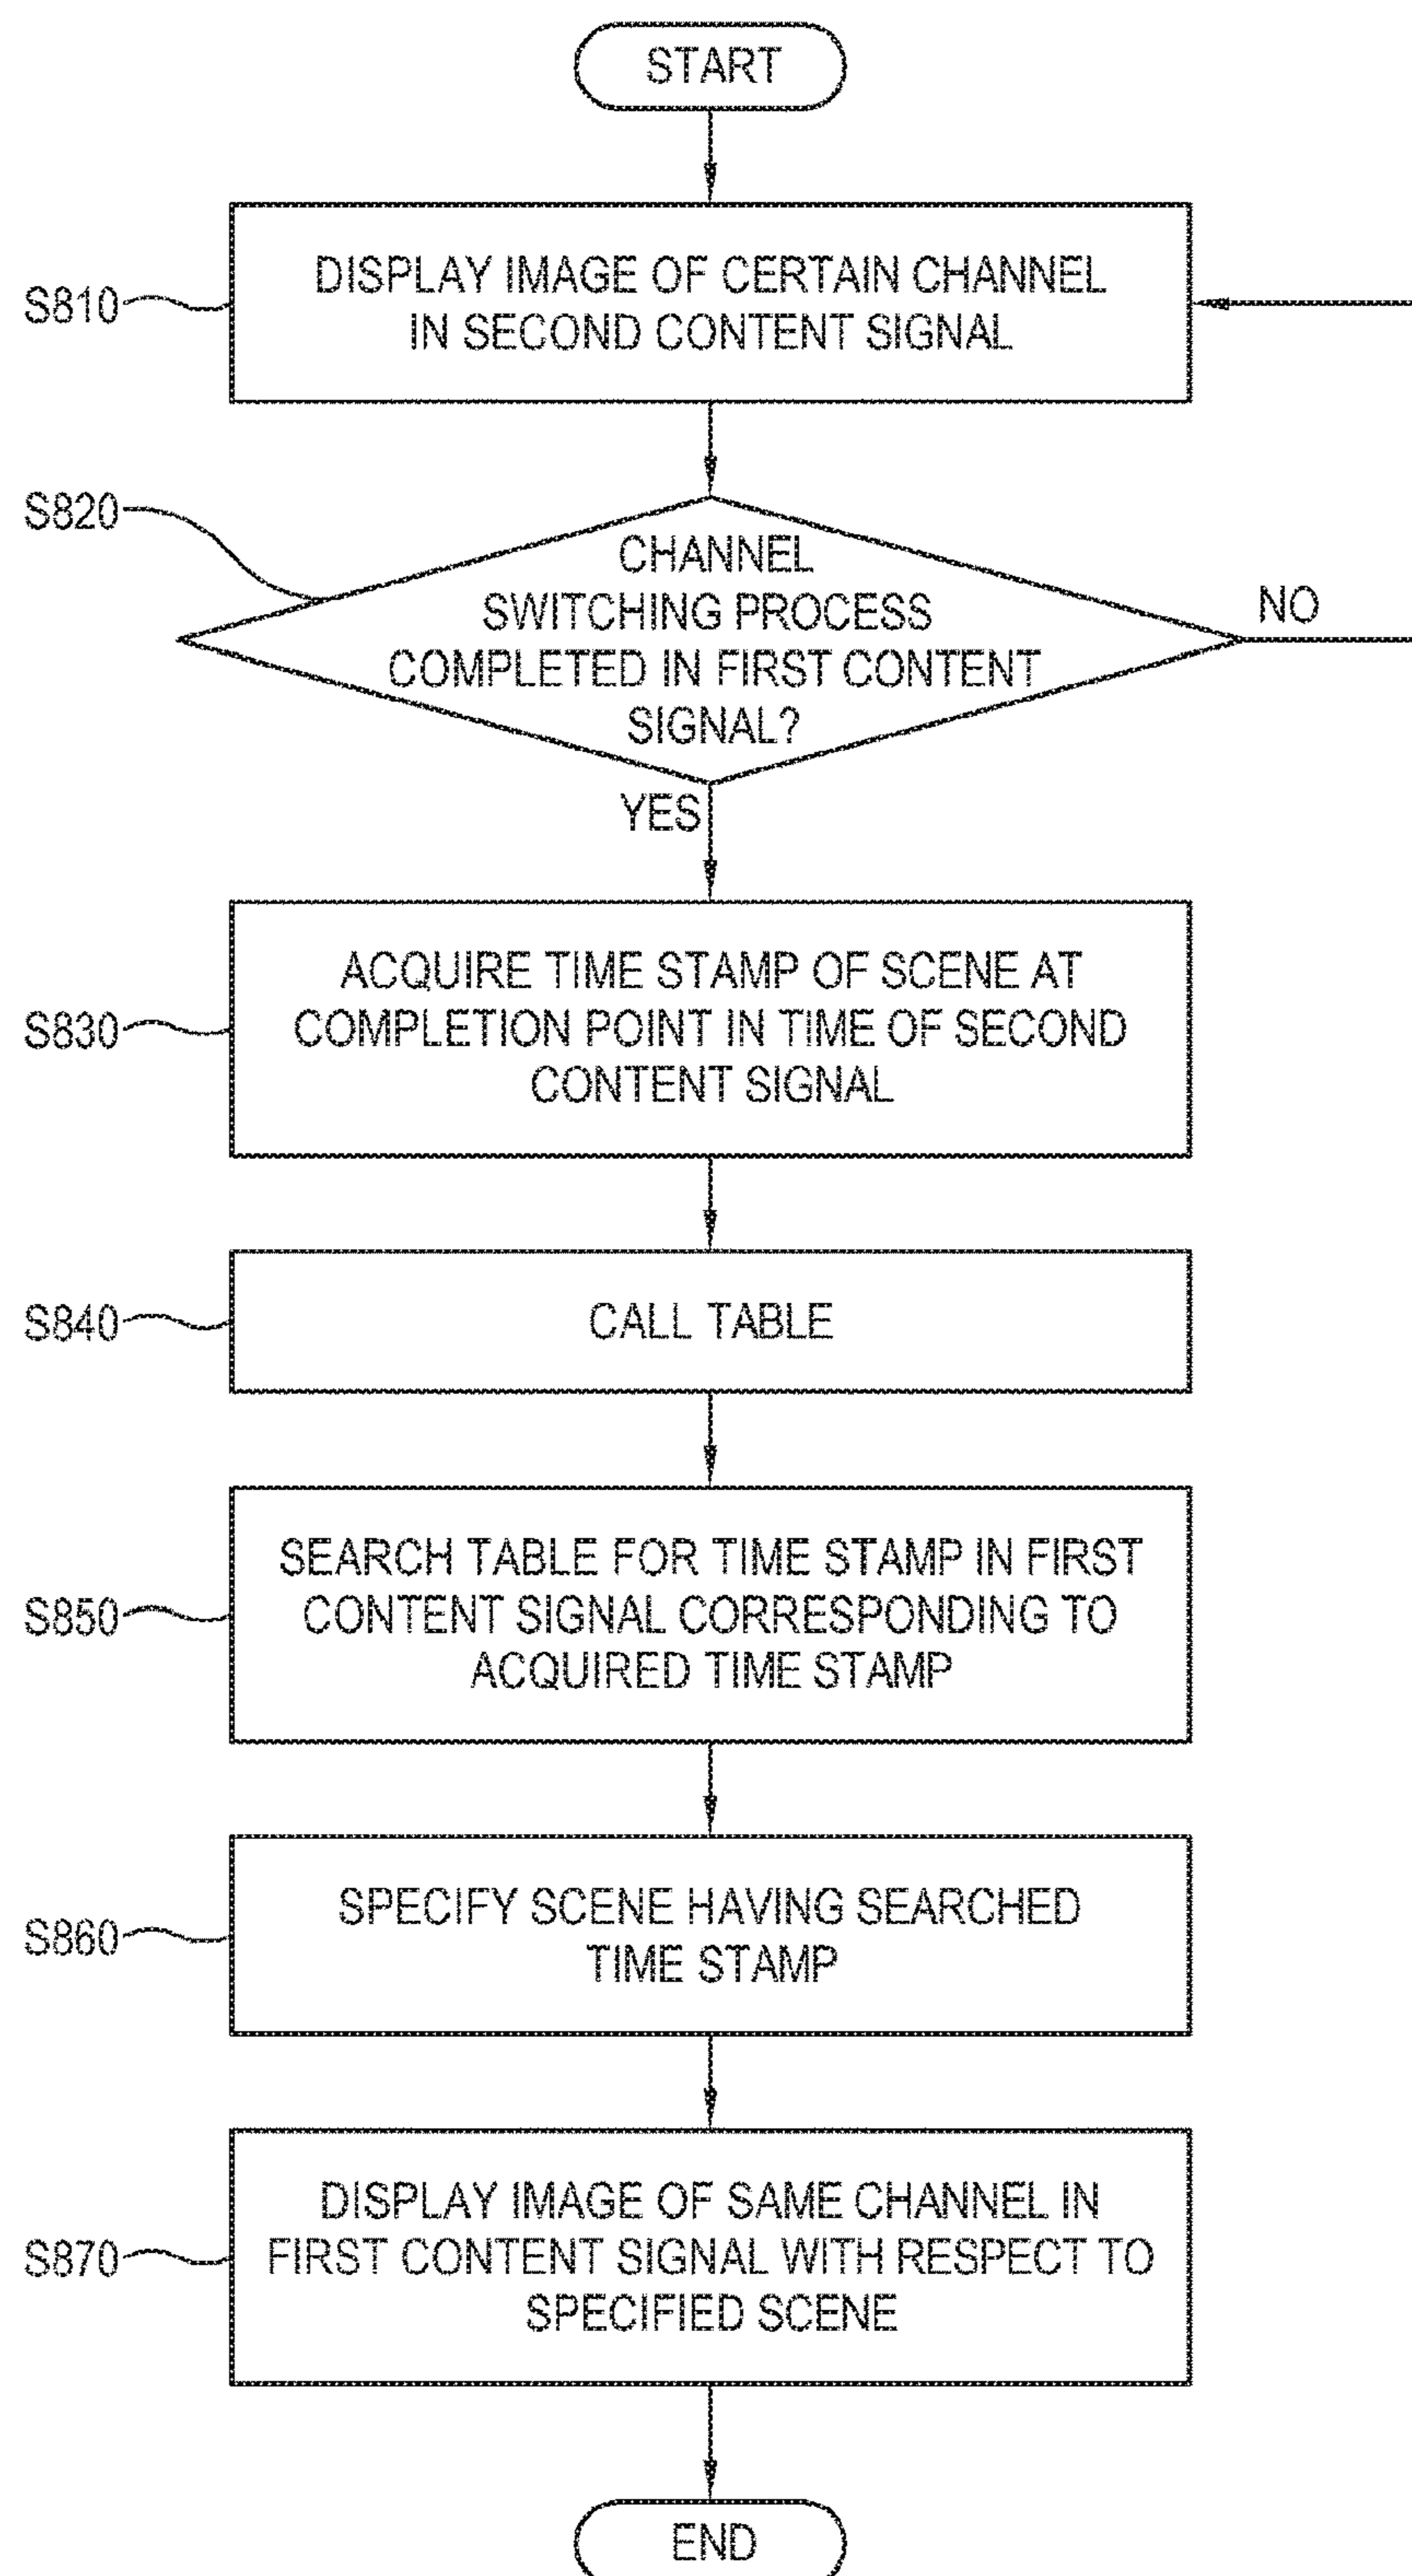 START
S810
DISPLAY IMAGE OF CERTAIN CHANNEL
IN SECOND CONTENT SIGNAL
S820
CHANNEL
SWITCHING PROCESS
COMPLETED IN FIRST CONTENT
SIGNAL?
NO
YES
S830
ACQUIRE TIME STAMP OF SCENE AT
COMPLETION POINT IN TIME OF SECOND
CONTENT SIGNAL
S840
CALL TABLE
S850
SEARCH TABLE FOR TIME STAMP IN FIRST
CONTENT SIGNAL CORRESPONDING TO
ACQUIRED TIME STAMP
S860
SPECIFY SCENE HAVING SEARCHED
TIME STAMP
S870
DISPLAY IMAGE OF SAME CHANNEL IN
FIRST CONTENT SIGNAL WITH RESPECT TO
SPECIFIED SCENE
END